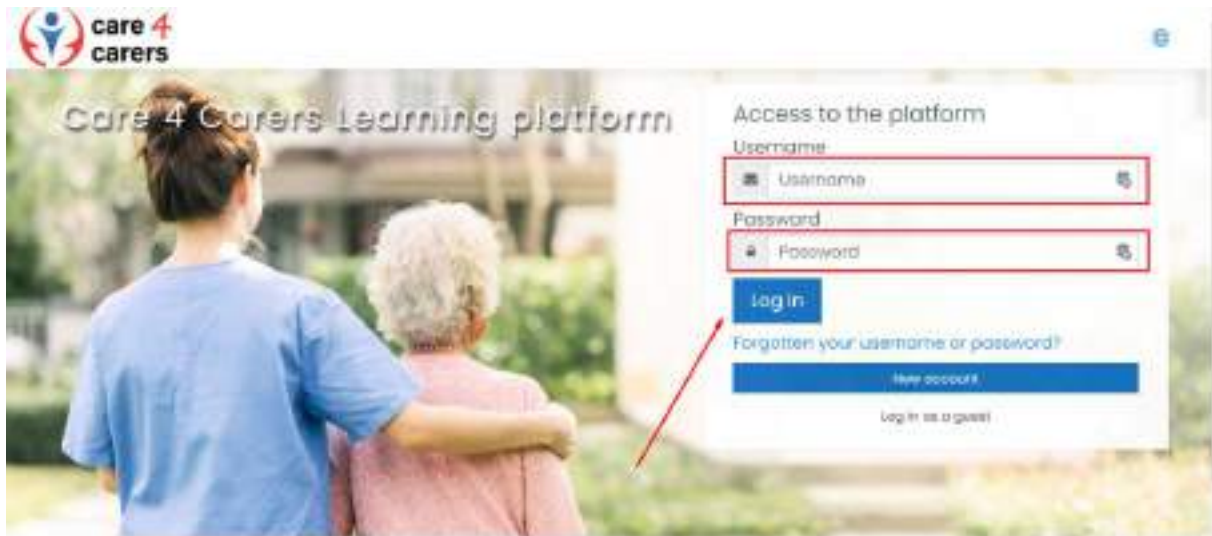 care 4
carers
Care 4 Carers Learning platform
Access to the platform
Username
Username
Password
Password
Log in
Forgotten your username or password?
New account
Log in as a guest